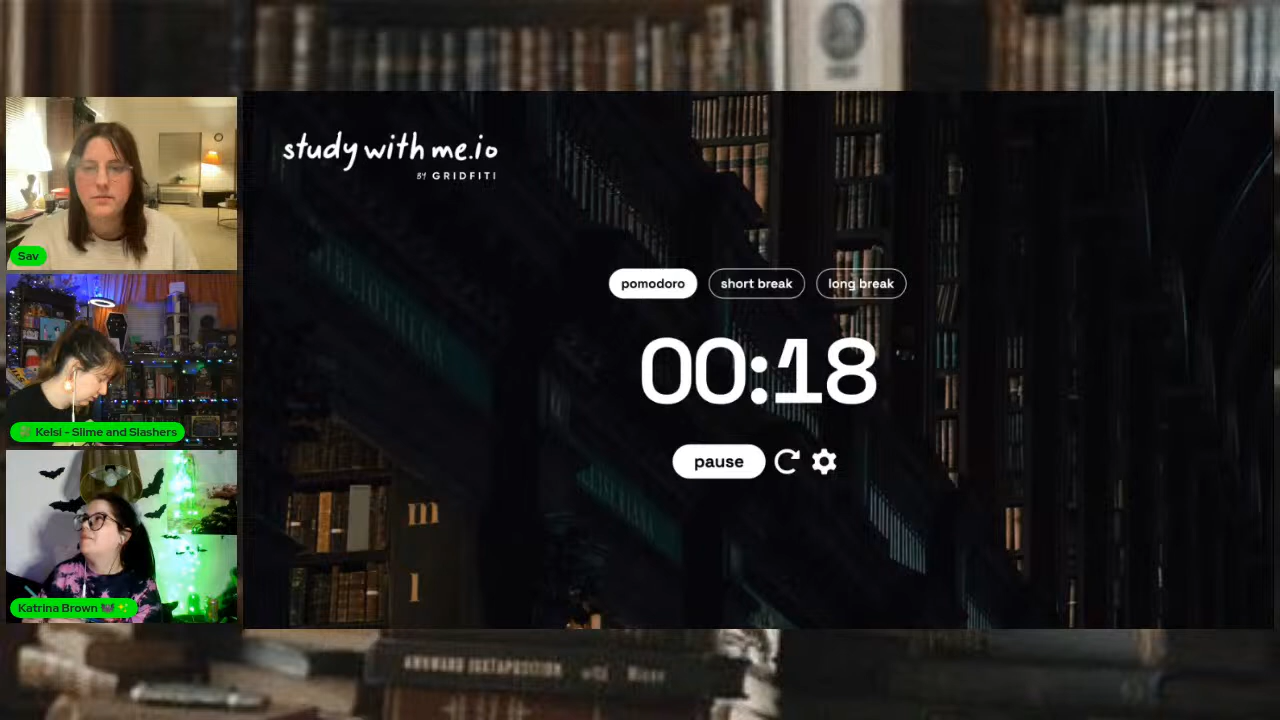 study with me.io
BY GRIDFITI
pomodoro
short break
long break
00:18
pause
Sav
Kelsi - Slime and Slashers
Katrina Brown
BIBLIOTHECA
m
l